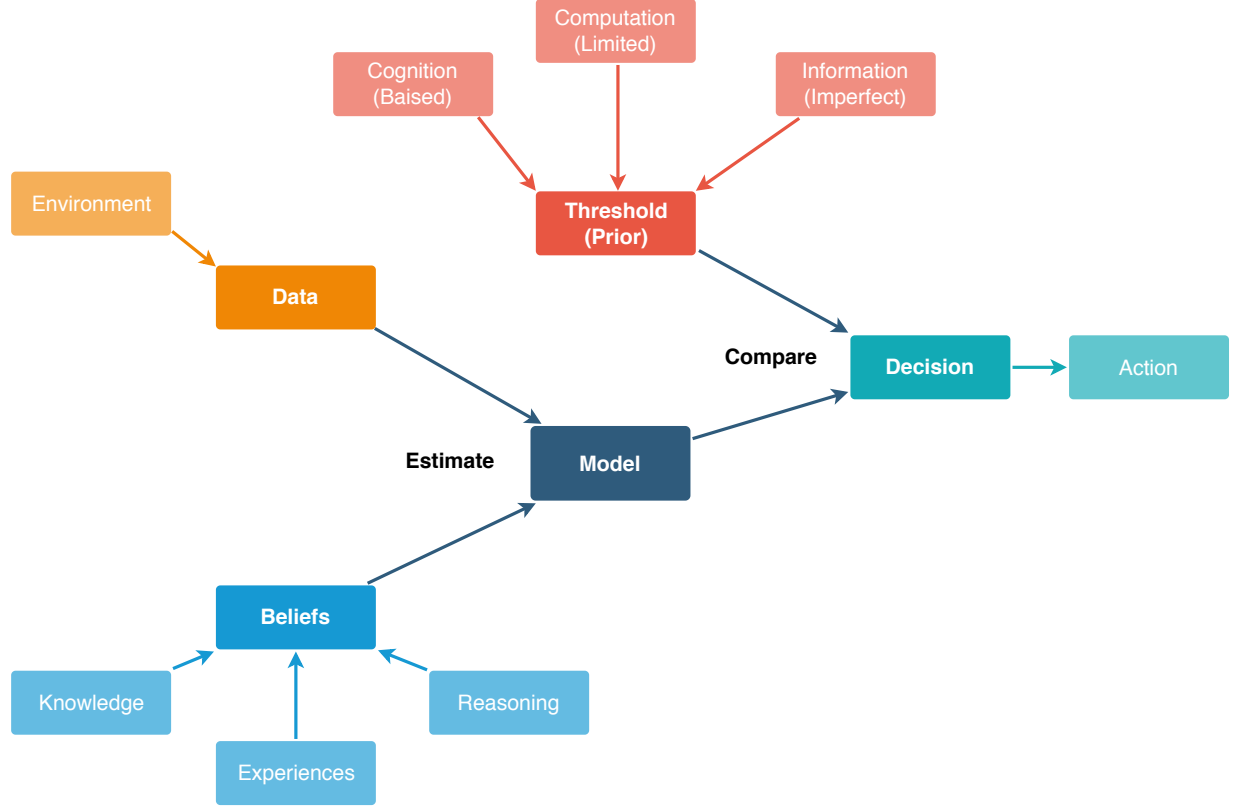 Computation
(Limited)
Cognition
(Baised)
Information
(Imperfect)
Environment
Threshold
(Prior)
Data
Compare
Decision
Action
Estimate
Model
Beliefs
Knowledge
Reasoning
Experiences